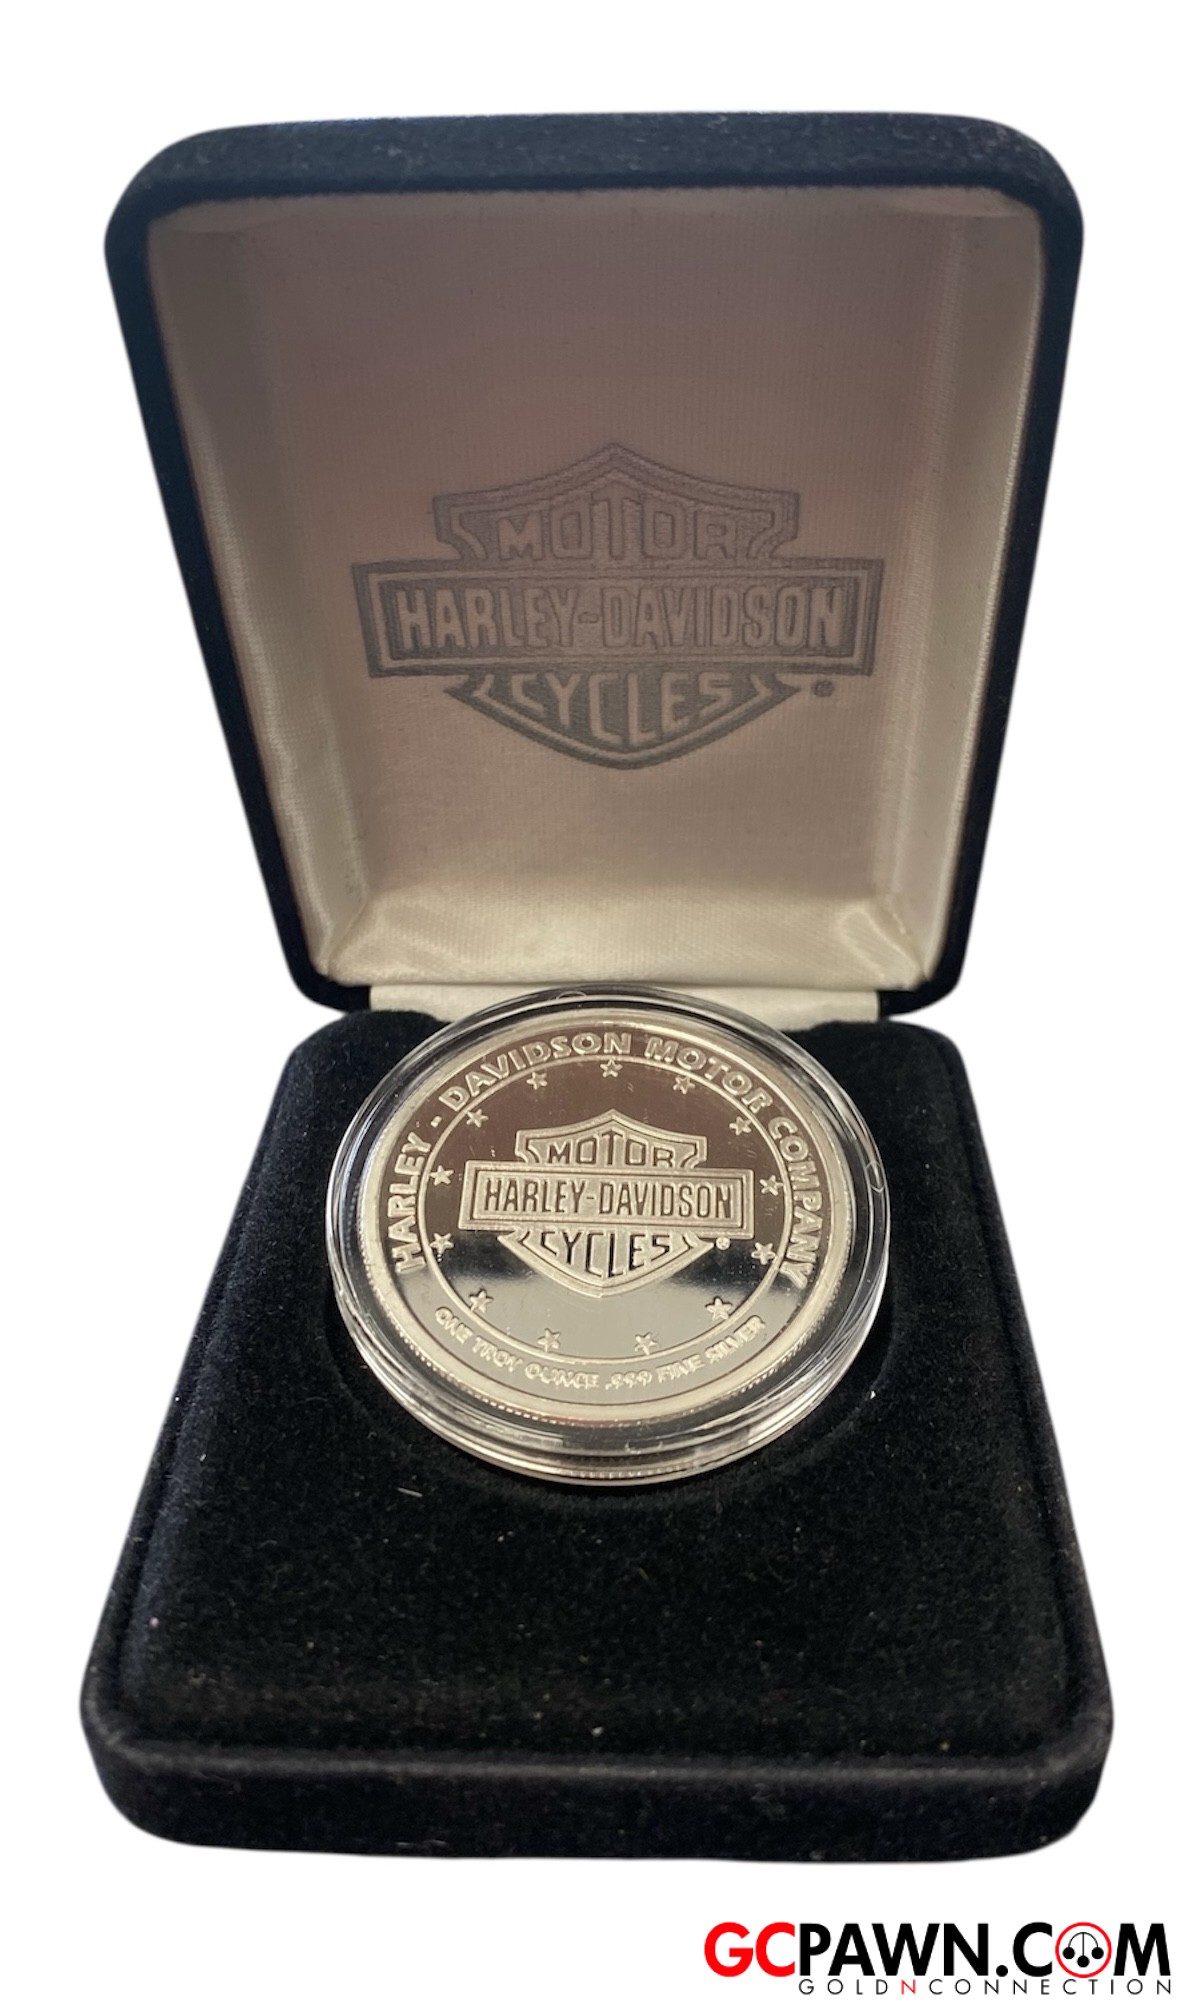 MOTOR
HARLEY-DAVIDSON
CYCLES ®
HARLEY - DAVIDSON MOTOR COMPANY
MOTOR
HARLEY-DAVIDSON
CYCLES ®
ONE TROY OUNCE .999 FINE SILVER
GCPAWN.COM
GOLDNCONNECTION